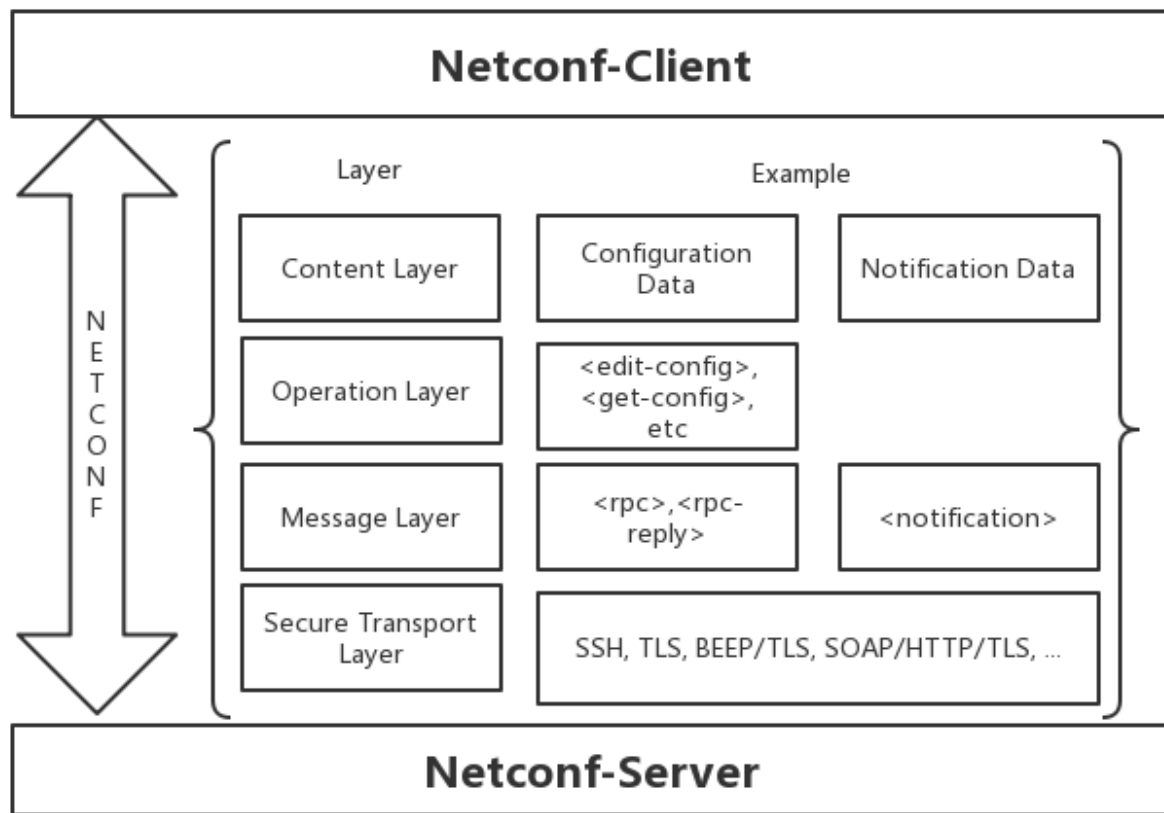 Netconf-Client
Layer
Example
Content Layer
Configuration
Data
Notification Data
Operation Layer
<edit-config>,
<get-config>,
etc
Message Layer
<rpc>,<rpc-
reply>
<notification>
Secure Transport
Layer
SSH, TLS, BEEP/TLS, SOAP/HTTP/TLS, ...
NETCONF
Netconf-Server